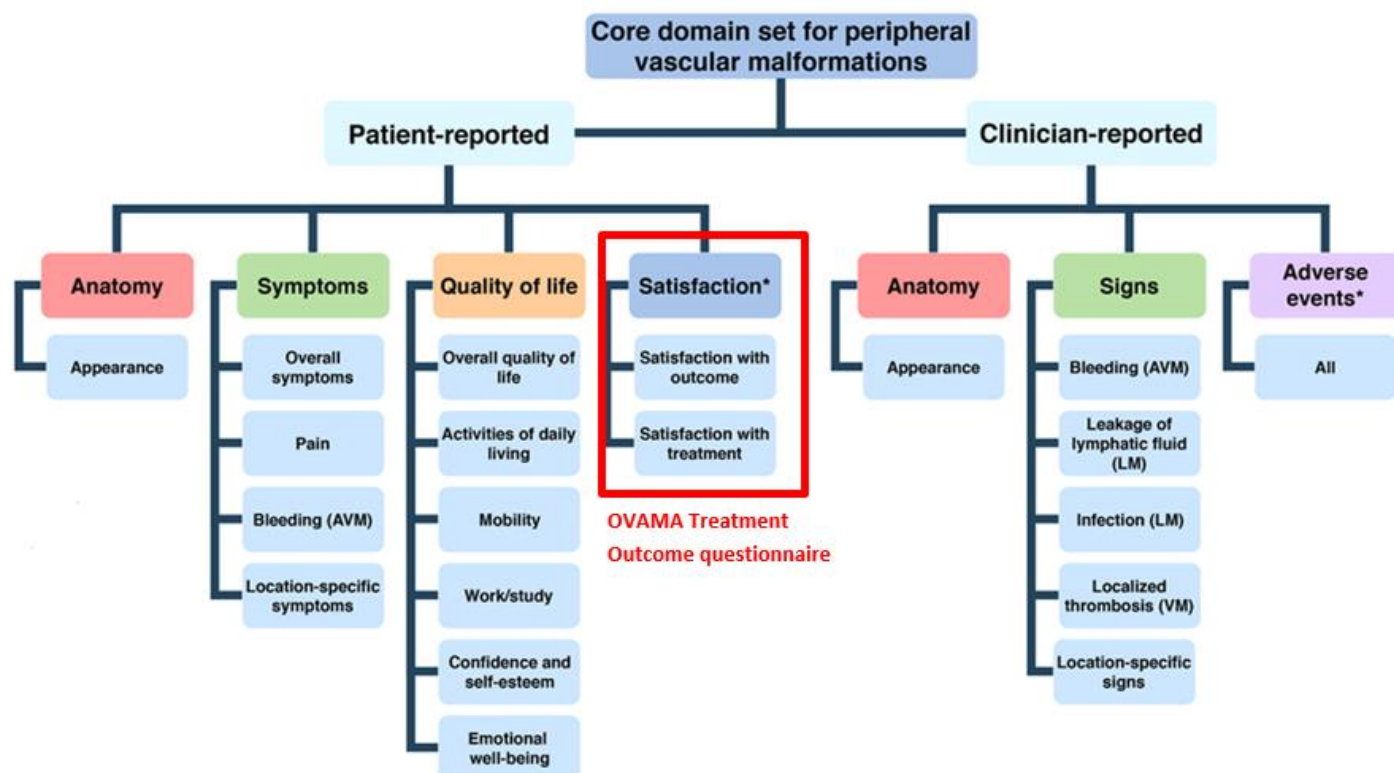 Core domain set for peripheral
vascular malformations
Patient-reported
Clinician-reported
Anatomy
Appearance
Symptoms
Overall
symptoms
Pain
Bleeding (AVM)
Location-specific
symptoms
Quality of life
Overall quality of
life
Activities of daily
living
Mobility
Work/study
Confidence and
self-esteem
Emotional
well-being
Satisfaction*
Satisfaction with
outcome
Satisfaction with
treatment
OVAMA Treatment
Outcome questionnaire
Anatomy
Appearance
Signs
Bleeding (AVM)
Leakage of
lymphatic fluid
(LM)
Infection (LM)
Localized
thrombosis (VM)
Location-specific
signs
Adverse
events*
All